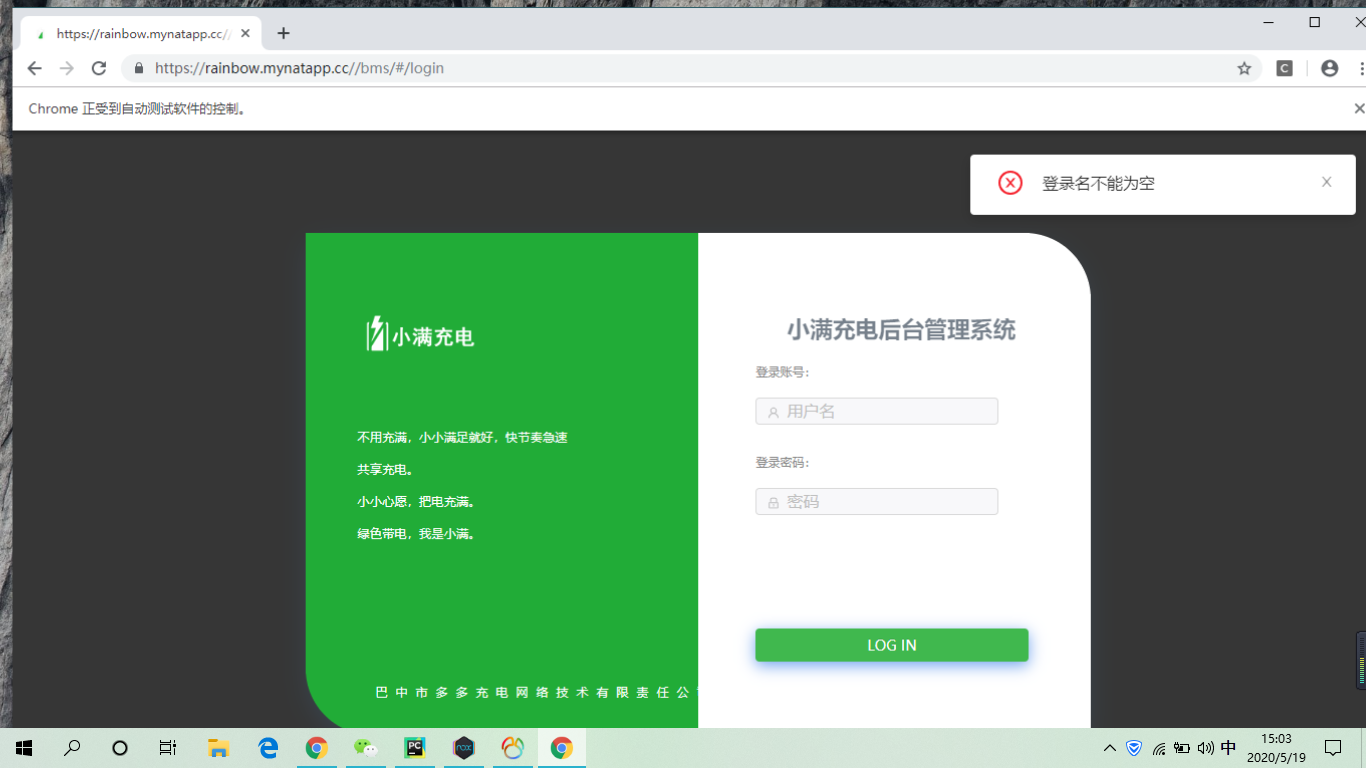 https://rainbow.mynatapp.cc//
https://rainbow.mynatapp.cc//bms/#/login
C
Chrome 正受到自动测试软件的控制。
登录名不能为空
小满充电
不用充满，小小满足就好，快节奏急速
共享充电。
小小心愿，把电充满。
绿色带电，我是小满。
巴中市多多充电网络技术有限责任公
小满充电后台管理系统
登录账号：
用户名
登录密码：
密码
LOG IN
PC
nox
中
15:03
2020/5/19